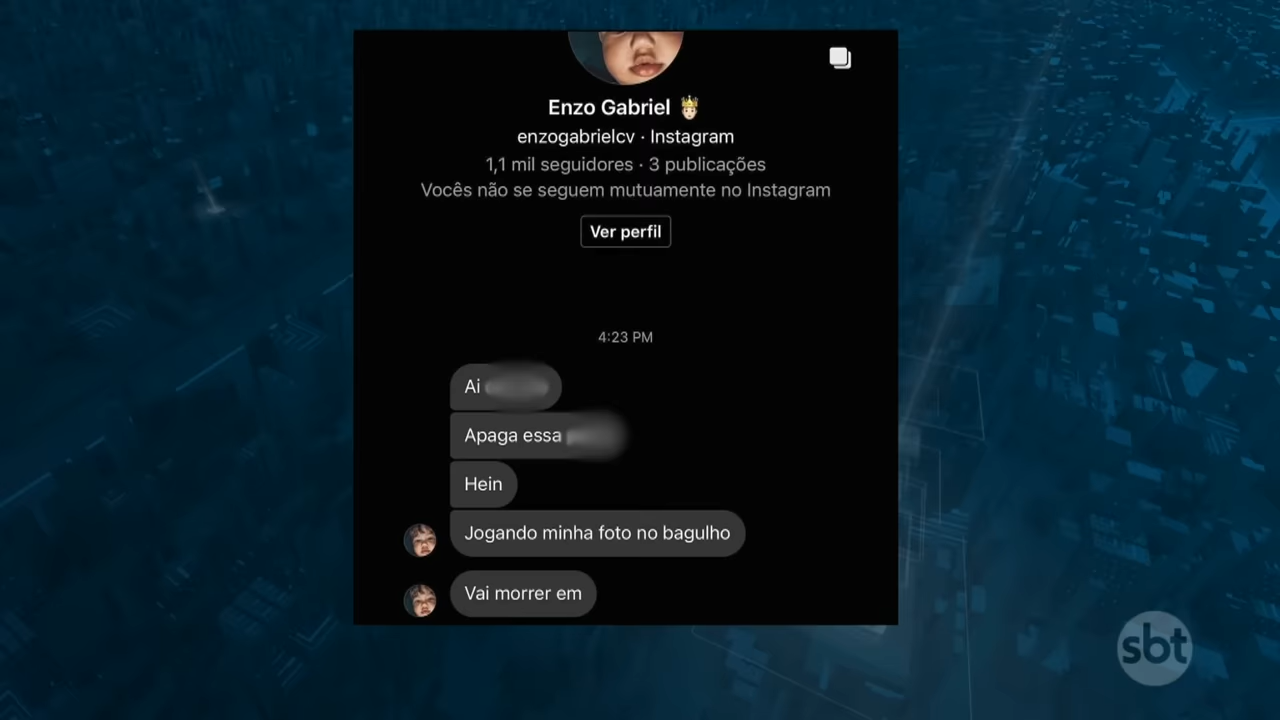 Enzo Gabriel 🤴🏻
enzogabrielcv · Instagram
1,1 mil seguidores · 3 publicações
Vocês não se seguem mutuamente no Instagram
Ver perfil
4:23 PM
Ai
Apaga essa
Hein
Jogando minha foto no bagulho
Vai morrer em
sbt